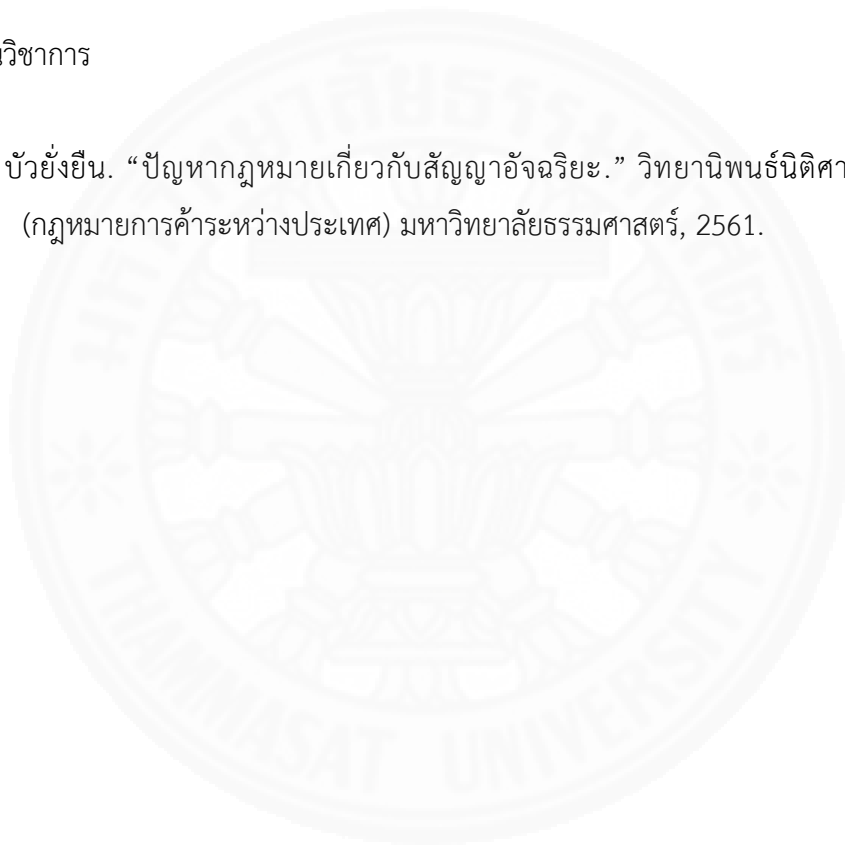 วิชาการ
บัวยั่งยืน. “ปัญหากฎหมายเกี่ยวกับสัญญาอัจฉริยะ.” วิทยานิพนธ์นิติศา
(กฎหมายการค้าระหว่างประเทศ) มหาวิทยาลัยธรรมศาสตร์, 2561.
THAMMASAT UNIVERSITY